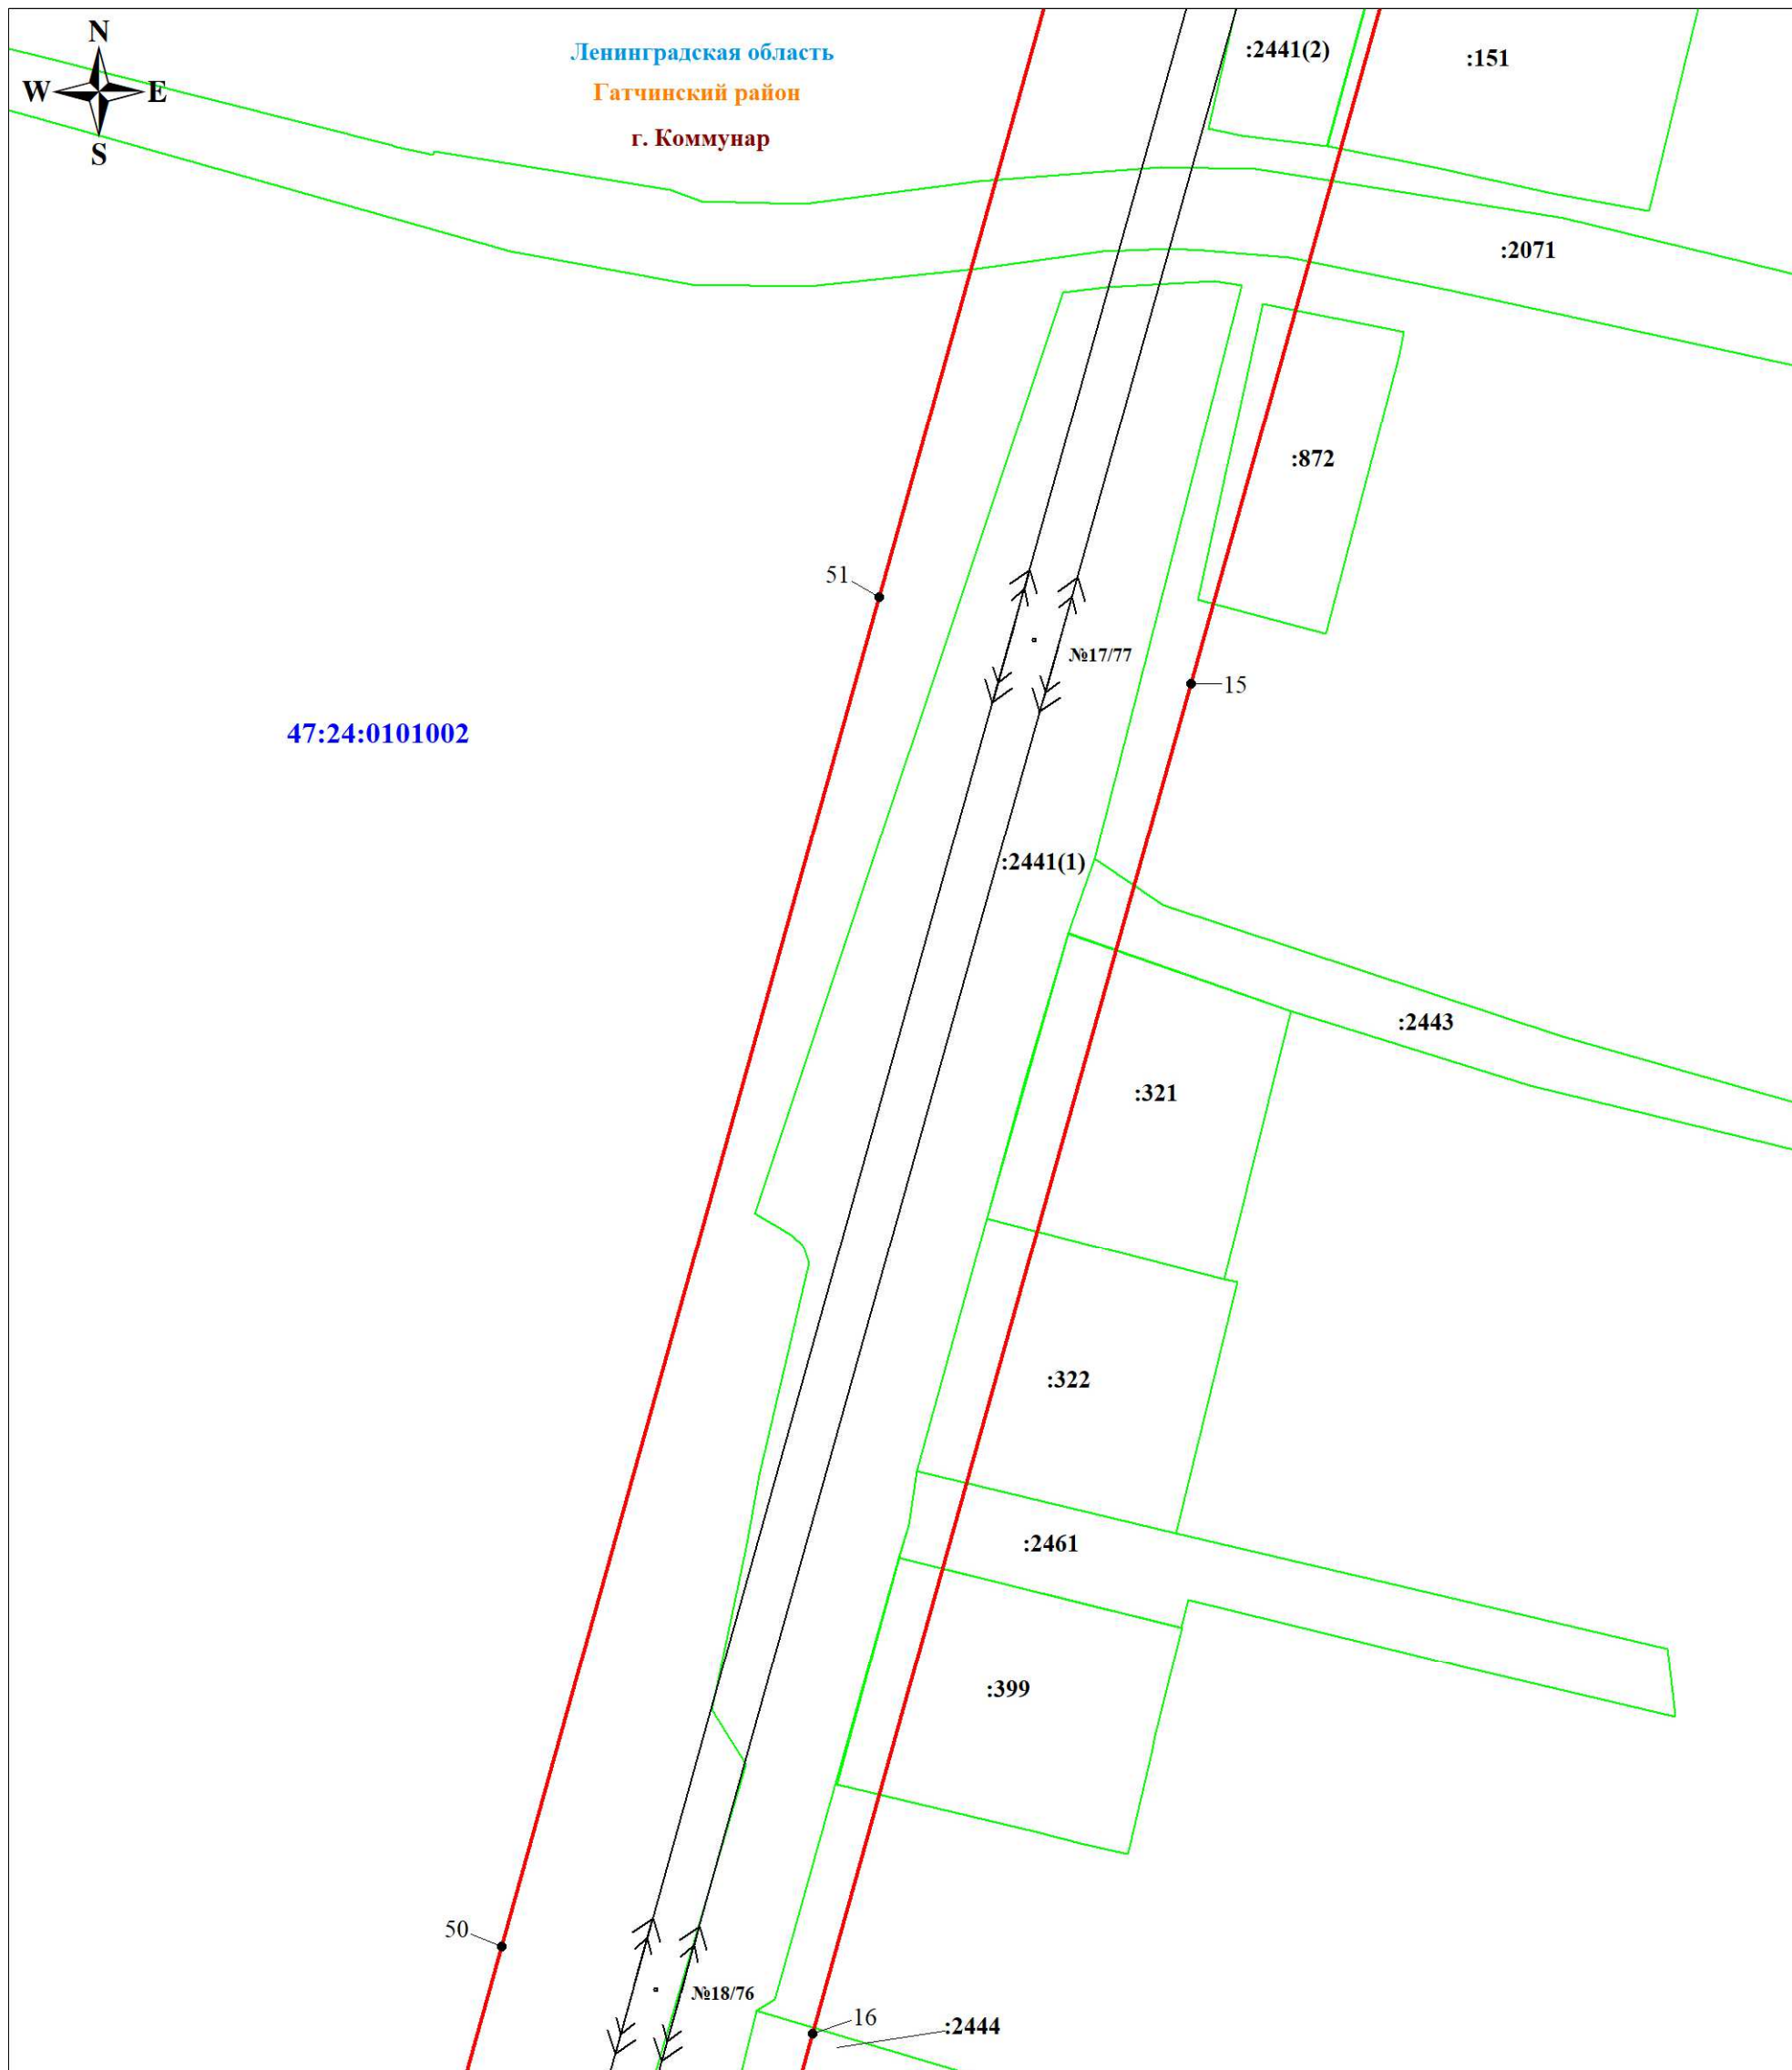 N
Ленинградская область
:2441(2)
:151
W
E
Гатчинский район
г. Коммунар
S
:2071
:872
51
№17/77
15
47:24:0101002
:2441(1)
:2443
:321
:322
:2461
:399
50
№18/76
16
:2444